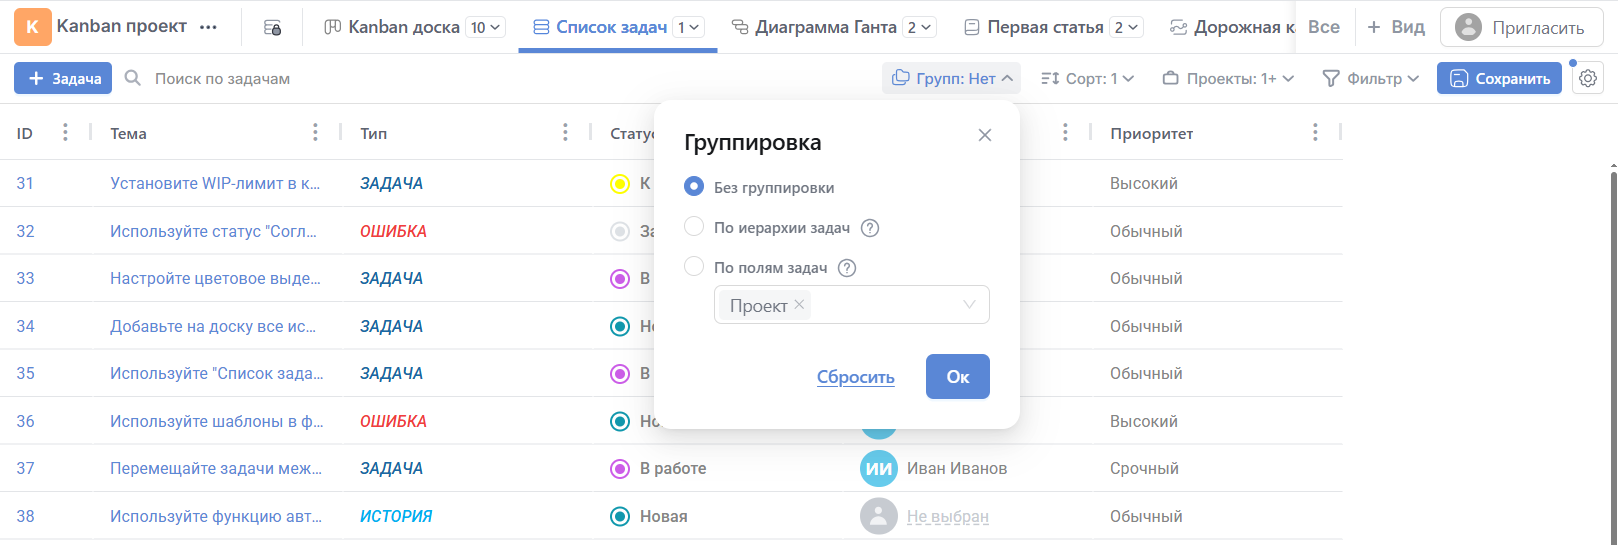 К Kanban проект ••• Kanban доска 10 Список задач 1 Диаграмма Ганта 2 Первая статья 2 Дорожная к Все + Вид Пригласить
+ Задача Поиск по задачам Групп: Нет Сорт: 1 Проекты: 1+ Фильтр Сохранить
ID Тема Тип Статус Приоритет
Группировка
Без группировки
По иерархии задач ?
По полям задач ?
Проект ×
Сбросить Ок
31 Установите WIP-лимит в к... ЗАДАЧА К Высокий
32 Используйте статус "Согл... ОШИБКА За Обычный
33 Настройте цветовое выде... ЗАДАЧА В Обычный
34 Добавьте на доску все ис... ЗАДАЧА Но Обычный
35 Используйте "Список зада... ЗАДАЧА В Обычный
36 Используйте шаблоны в ф... ОШИБКА Но Высокий
37 Перемещайте задачи меж... ЗАДАЧА В работе ИИ Иван Иванов Срочный
38 Используйте функцию авт... ИСТОРИЯ Новая Не выбран Обычный